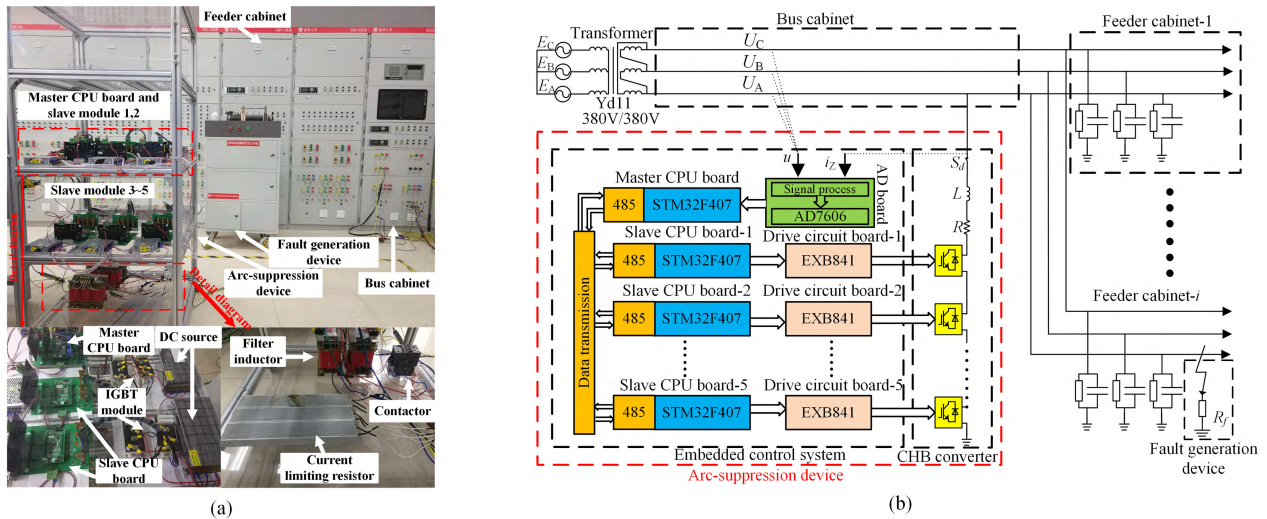 Feeder cabinet
Master CPU board and
slave module 1,2
Slave module 3~5
Fault generation
device
Arc-suppression
device
Bus cabinet
Detail diagram
Master
CPU board
DC source
Filter
inductor
IGBT
module
Contactor
Slave CPU
board
Current
limiting resistor
(a)
Bus cabinet
Feeder cabinet-1
Transformer
E_C
E_B
E_A
U_C
U_B
U_A
Yd11
380V/380V
u
i_Z
S_d
L
R
Master CPU board
485
STM32F407
Signal process
AD7606
AD board
Slave CPU board-1
Drive circuit board-1
485
STM32F407
EXB841
Slave CPU board-2
Drive circuit board-2
485
STM32F407
EXB841
Data transmission
Slave CPU board-5
Drive circuit board-5
485
STM32F407
EXB841
Embedded control system
CHB converter
Arc-suppression device
Feeder cabinet-i
R_f
Fault generation
device
(b)